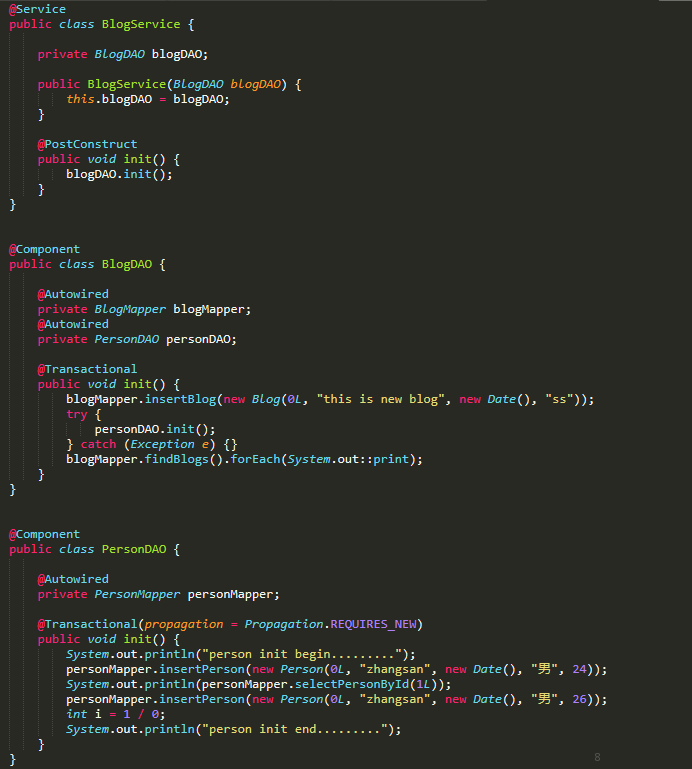 @Service
public class BlogService {
private BlogDAO blogDAO;
public BlogService(BlogDAO blogDAO) {
this.blogDAO = blogDAO;
}
@PostConstruct
public void init() {
blogDAO.init();
}
}
@Component
public class BlogDAO {
@Autowired
private BlogMapper blogMapper;
@Autowired
private PersonDAO personDAO;
@Transactional
public void init() {
blogMapper.insertBlog(new Blog(0L, "this is new blog", new Date(), "ss"));
try {
personDAO.init();
} catch (Exception e) {}
blogMapper.findBlogs().forEach(System.out::print);
}
}
@Component
public class PersonDAO {
@Autowired
private PersonMapper personMapper;
@Transactional(propagation = Propagation.REQUIRES_NEW)
public void init() {
System.out.println("person init begin.........");
personMapper.insertPerson(new Person(0L, "zhangsan", new Date(), "男", 24));
System.out.println(personMapper.selectPersonById(1L));
personMapper.insertPerson(new Person(0L, "zhangsan", new Date(), "男", 26));
int i = 1 / 0;
System.out.println("person init end.........");
}
}
8